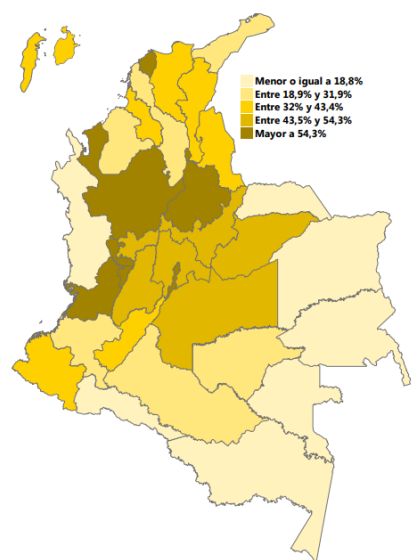 Menor o igual a 18,8%
Entre 18,9% y 31,9%
Entre 32% y 43,4%
Entre 43,5% y 54,3%
Mayor a 54,3%